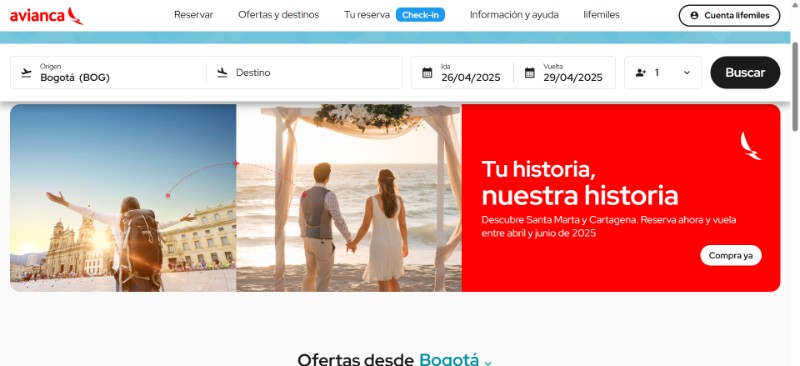 avianca
Reservar
Ofertas y destinos
Tu reserva
Check-in
Información y ayuda
lifemiles
Cuenta lifemiles
Origen
Bogotá (BOG)
Destino
Ida
26/04/2025
Vuelta
29/04/2025
1
Buscar
Tu historia,
nuestra historia
Descubre Santa Marta y Cartagena. Reserva ahora y vuela
entre abril y junio de 2025
Compra ya
Ofertas desde Bogotá